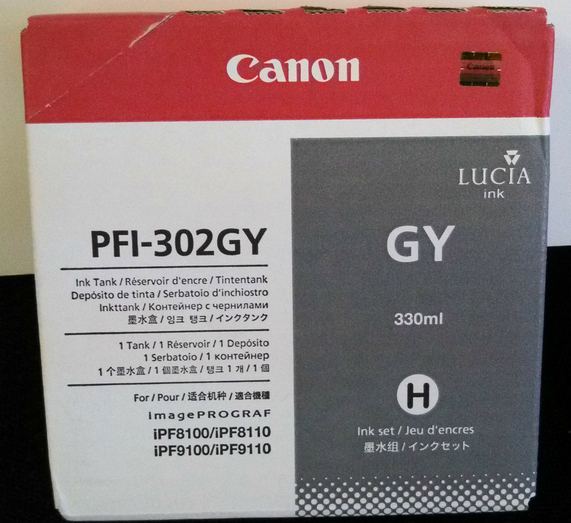 Canon
Canon
LUCIA
ink
PFI-302GY
GY
Ink Tank / Réservoir d'encre / Tintentank
Depósito de tinta / Serbatoio d'inchiostro
Inkttank / Контейнер с чернилами
墨水盒 / 잉크 탱크 / インクタンク
330ml
1 Tank / 1 Réservoir / 1 Depósito
1 Serbatoio / 1 контейнер
1 个墨水盒 / 1 個墨水盒 / 탱크 1 개 / 1 個
For / Pour / 适合机种 / 適合機種
imagePROGRAF
iPF8100/iPF8110
iPF9100/iPF9110
H
Ink set / Jeu d'encres
墨水组 / インクセット